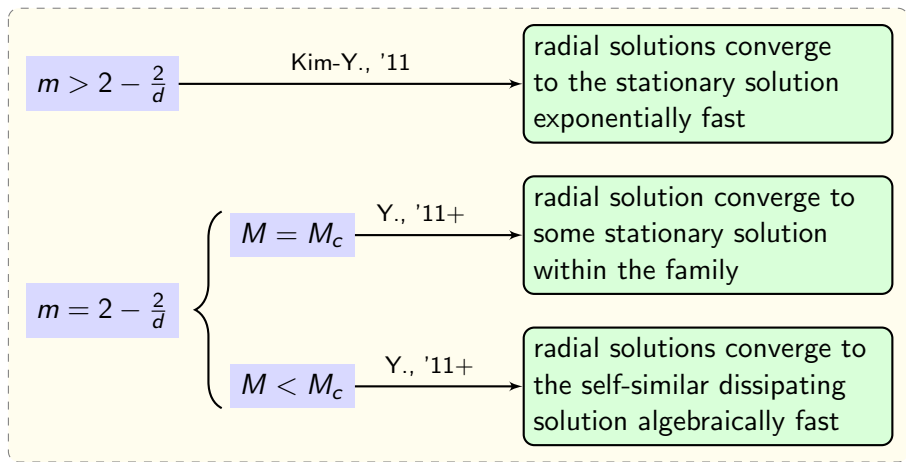 m > 2 − 2/d
Kim-Y., '11
radial solutions converge
to the stationary solution
exponentially fast
m = 2 − 2/d
M = M_c
Y., '11+
radial solution converge to
some stationary solution
within the family
M < M_c
Y., '11+
radial solutions converge to
the self-similar dissipating
solution algebraically fast